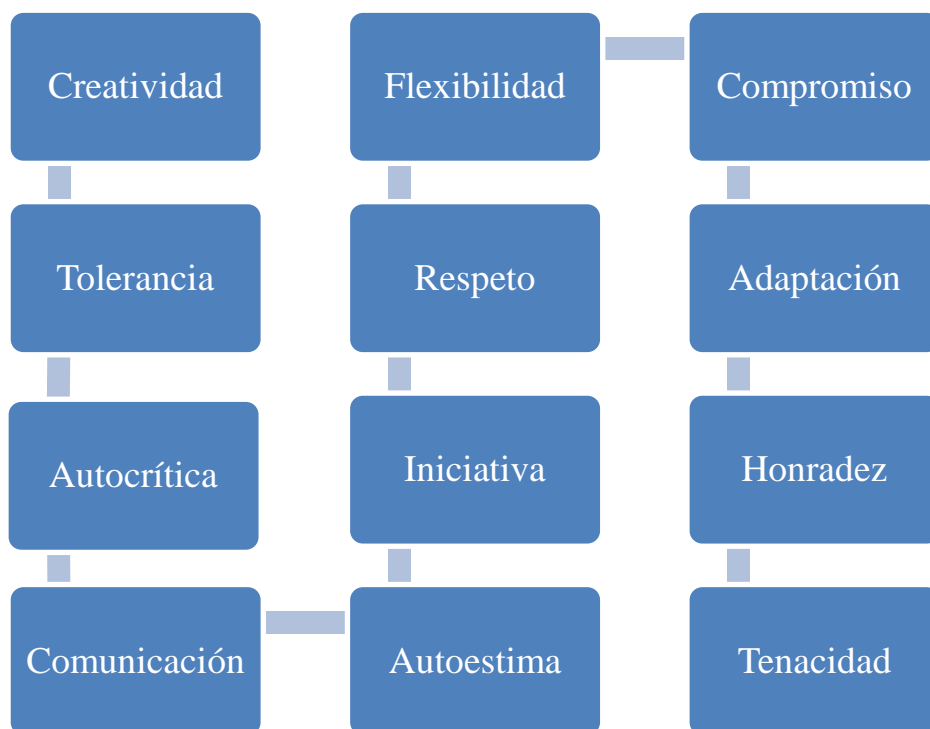 Creatividad
Tolerancia
Autocrítica
Comunicación
Autoestima
Iniciativa
Respeto
Flexibilidad
Compromiso
Adaptación
Honradez
Tenacidad